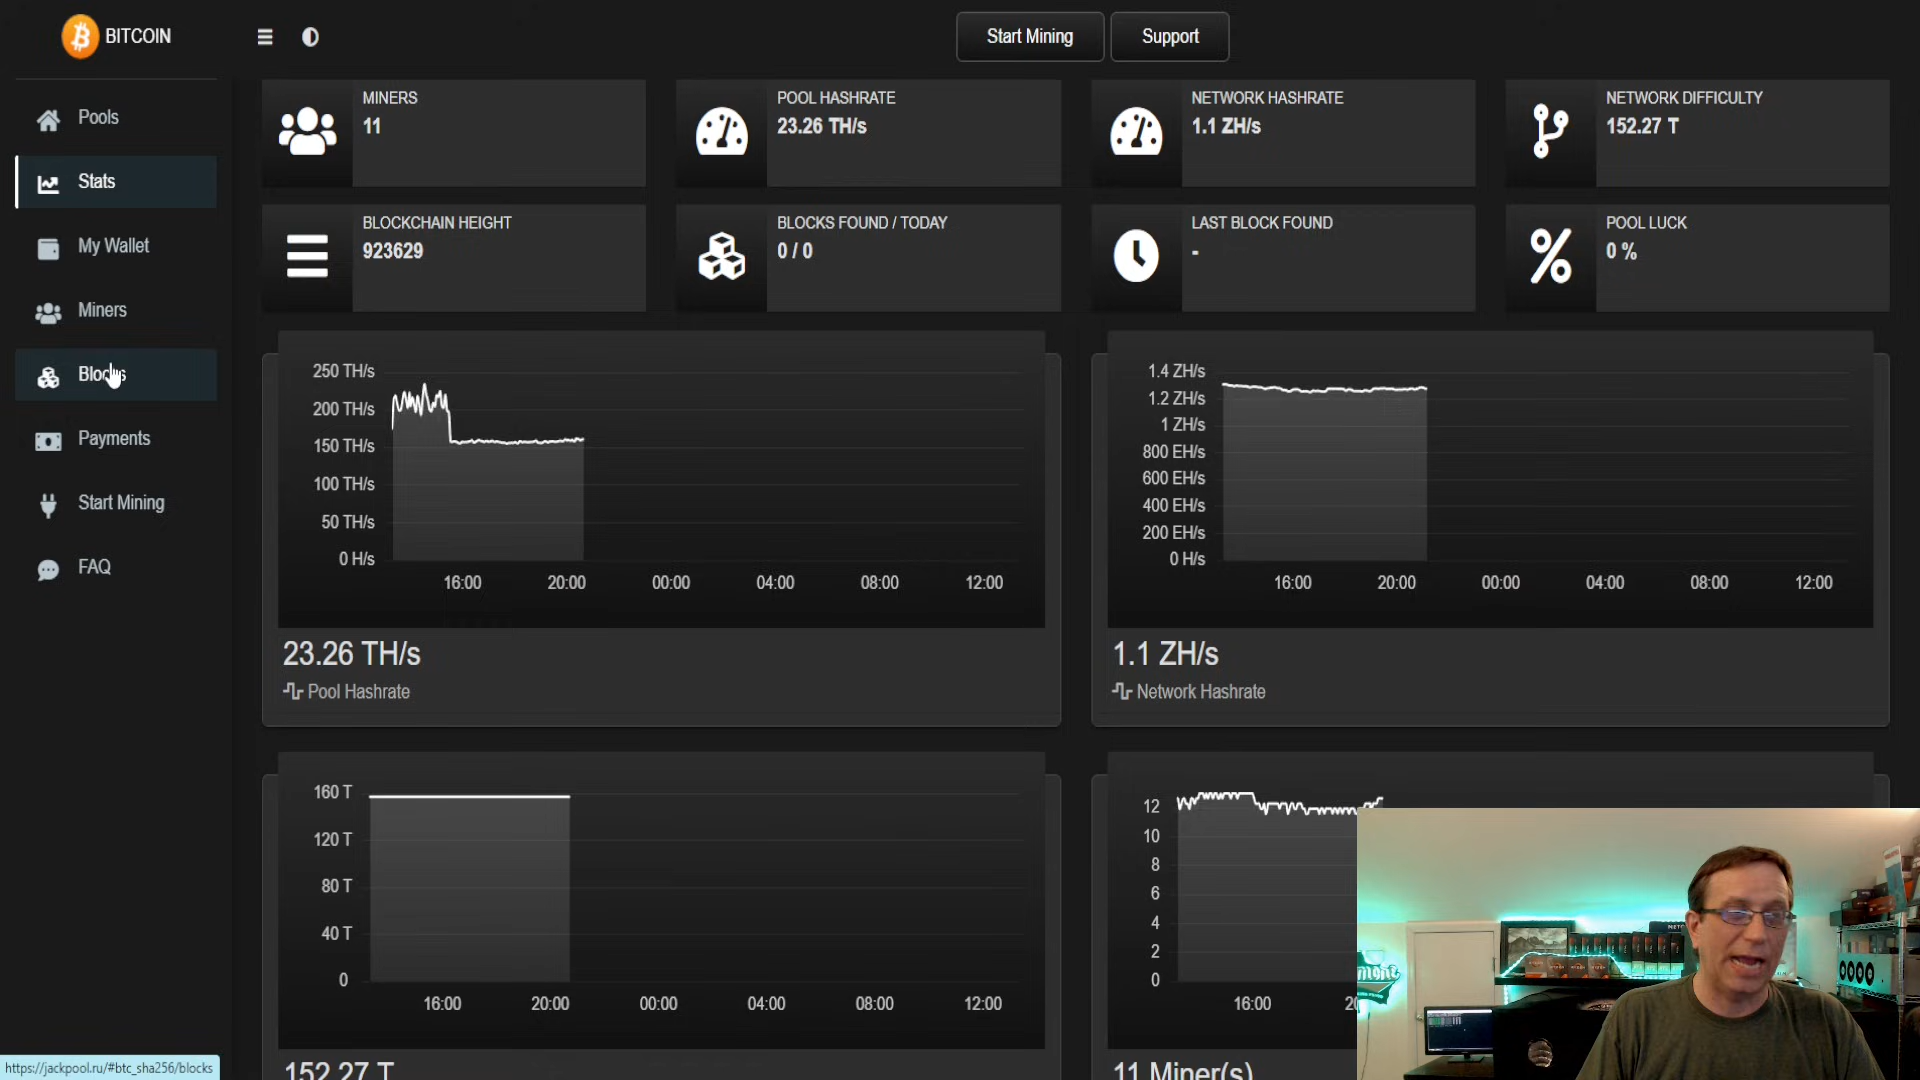 BITCOIN
Start Mining
Support
Pools
Stats
My Wallet
Miners
Blocks
Payments
Start Mining
FAQ
MINERS
11
POOL HASHRATE
23.26 TH/s
NETWORK HASHRATE
1.1 ZH/s
NETWORK DIFFICULTY
152.27 T
BLOCKCHAIN HEIGHT
923629
BLOCKS FOUND / TODAY
0 / 0
LAST BLOCK FOUND
-
POOL LUCK
0 %
250 TH/s
200 TH/s
150 TH/s
100 TH/s
50 TH/s
0 H/s
16:00 20:00 00:00 04:00 08:00 12:00
23.26 TH/s
Pool Hashrate
1.4 ZH/s
1.2 ZH/s
1 ZH/s
800 EH/s
600 EH/s
400 EH/s
200 EH/s
0 H/s
16:00 20:00 00:00 04:00 08:00 12:00
1.1 ZH/s
Network Hashrate
160 T
120 T
80 T
40 T
0
16:00 20:00 00:00 04:00 08:00 12:00
152.27 T
12
10
8
6
4
2
0
16:00
11 Miner(s)
https://jackpool.ru/#btc_sha256/blocks